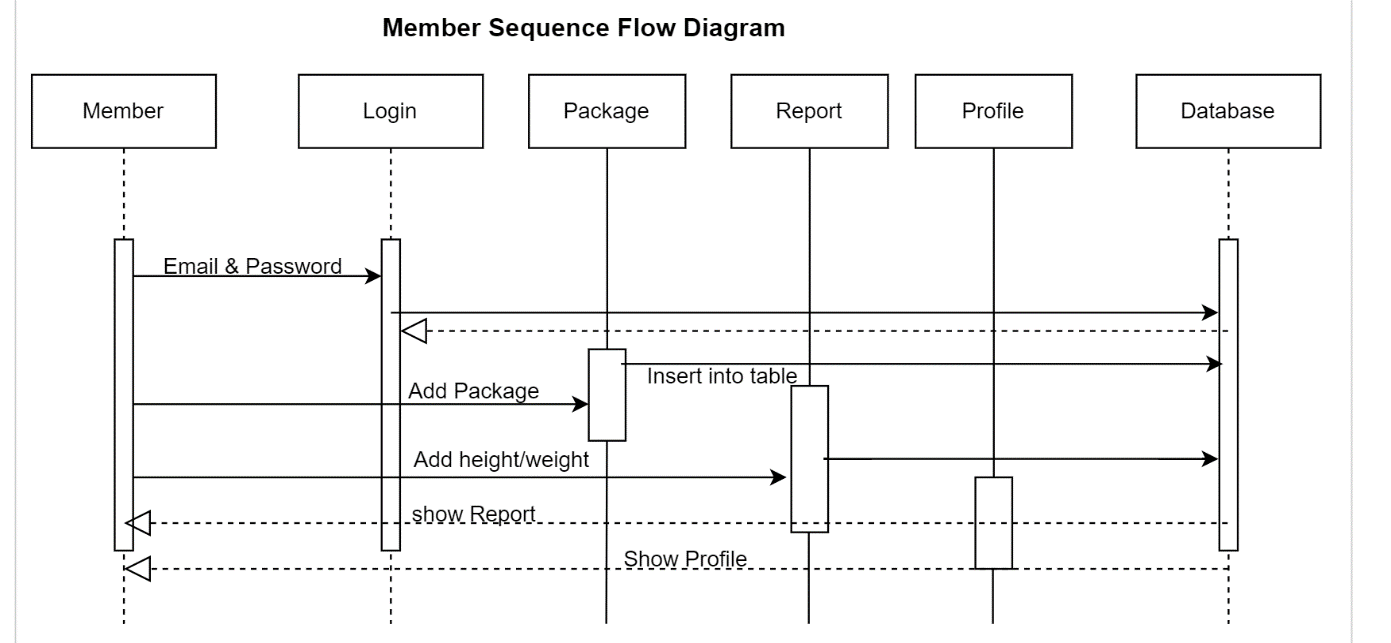 Member Sequence Flow Diagram
Member
Login
Package
Report
Profile
Database
Email & Password
Insert into table
Add Package
Add height/weight
show Report
Show Profile